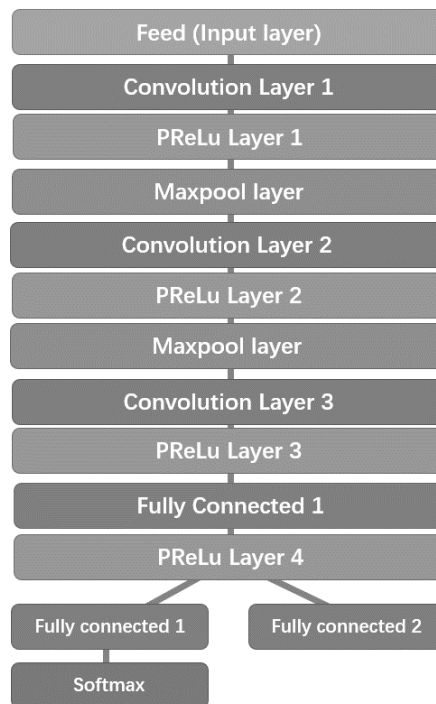 Feed (Input layer)
Convolution Layer 1
PReLu Layer 1
Maxpool layer
Convolution Layer 2
PReLu Layer 2
Maxpool layer
Convolution Layer 3
PReLu Layer 3
Fully Connected 1
PReLu Layer 4
Fully connected 1
Fully connected 2
Softmax